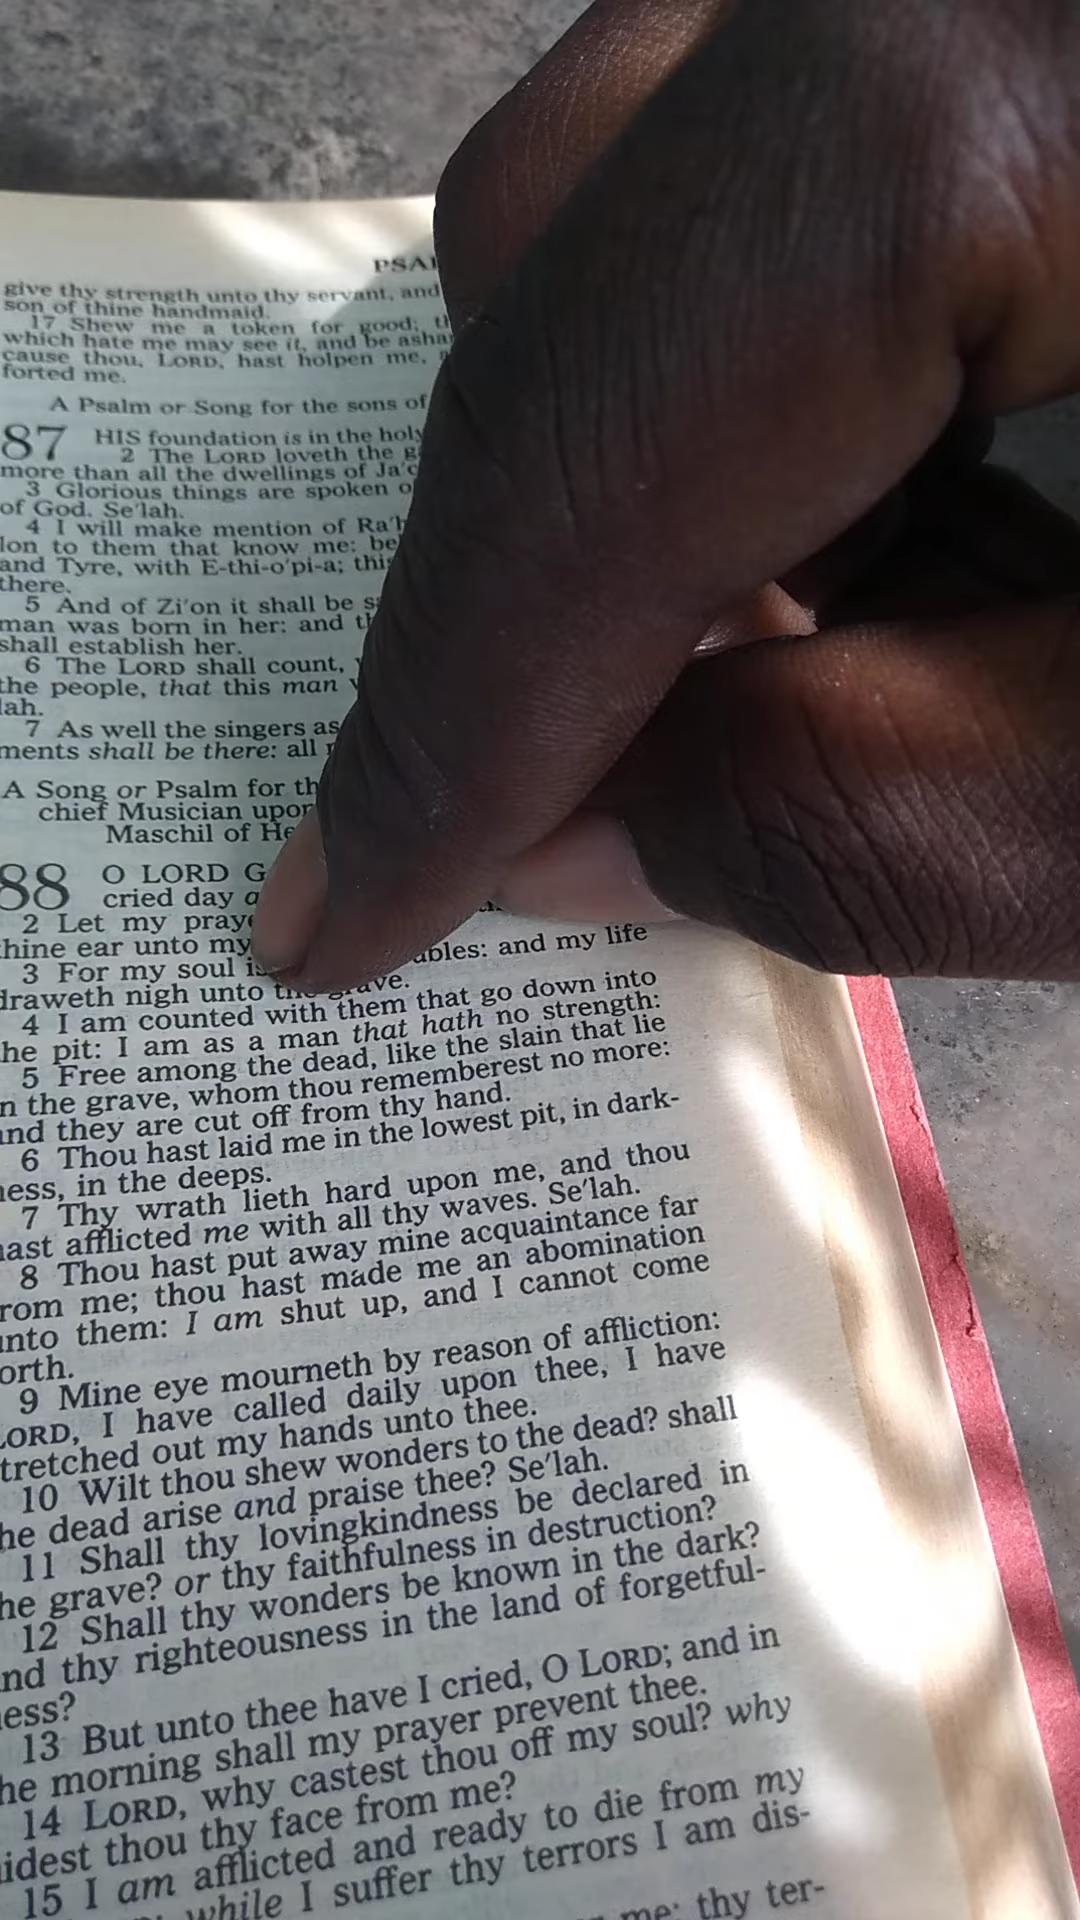 PSAL
give thy strength unto thy servant, and
son of thine handmaid.
17 Shew me a token for good;
which hate me may see it, and be asha
cause thou, LORD, hast holpen me,
forted me.
A Psalm or Song for the sons of
87 HIS foundation is in the holy
2 The LORD loveth the g
more than all the dwellings of Ja'c
3 Glorious things are spoken o
of God. Se'lah.
4 I will make mention of Ra'h
lon to them that know me: be
and Tyre, with E-thi-o'pi-a; this
there.
5 And of Zi'on it shall be s
man was born in her: and th
shall establish her.
6 The LORD shall count,
the people, that this man
lah.
7 As well the singers as
ments shall be there: all
A Song or Psalm for th
chief Musician upon
Maschil of He
88 O LORD G
cried day a
2 Let my praye
hine ear unto my
3 For my soul is ubles: and my life
draweth nigh unto the grave.
4 I am counted with them that go down into
he pit: I am as a man that hath no strength:
5 Free among the dead, like the slain that lie
n the grave, whom thou rememberest no more:
and they are cut off from thy hand.
6 Thou hast laid me in the lowest pit, in dark-
ness, in the deeps.
7 Thy wrath lieth hard upon me, and thou
hast afflicted me with all thy waves. Se'lah.
8 Thou hast put away mine acquaintance far
rom me; thou hast made me an abomination
unto them: I am shut up, and I cannot come
orth.
9 Mine eye mourneth by reason of affliction:
LORD, I have called daily upon thee, I have
tretched out my hands unto thee.
10 Wilt thou shew wonders to the dead? shall
he dead arise and praise thee? Se'lah.
11 Shall thy lovingkindness be declared in
he grave? or thy faithfulness in destruction?
12 Shall thy wonders be known in the dark?
nd thy righteousness in the land of forgetful-
ness?
13 But unto thee have I cried, O LORD; and in
he morning shall my prayer prevent thee.
14 LORD, why castest thou off my soul? why
idest thou thy face from me?
15 I am afflicted and ready to die from my
while I suffer thy terrors I am dis-
me: thy ter-